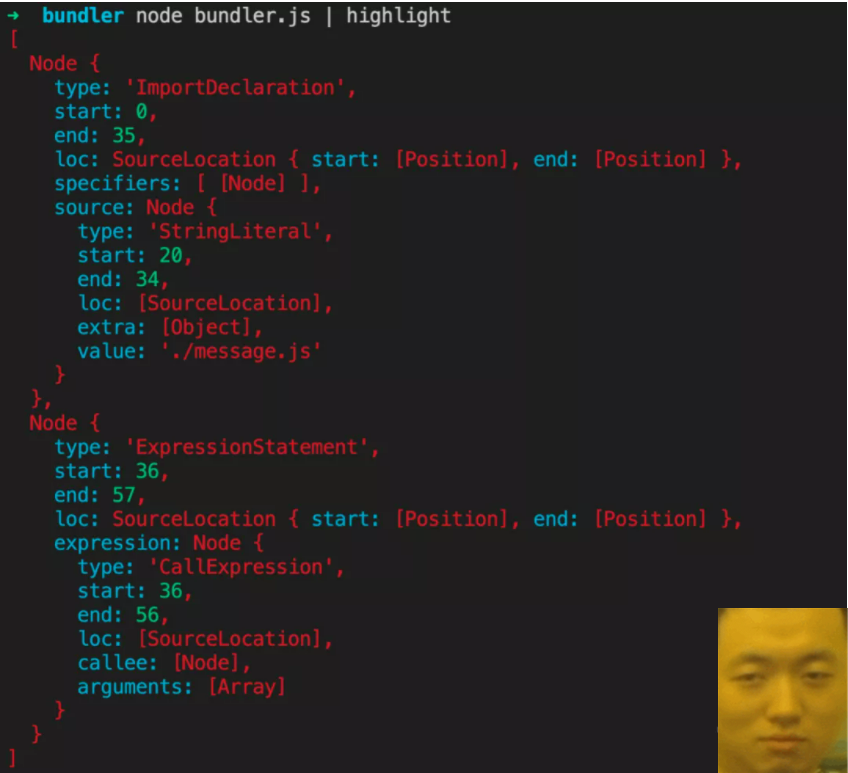 ➜  bundler node bundler.js | highlight
[
  Node {
    type: 'ImportDeclaration',
    start: 0,
    end: 35,
    loc: SourceLocation { start: [Position], end: [Position] },
    specifiers: [ [Node] ],
    source: Node {
      type: 'StringLiteral',
      start: 20,
      end: 34,
      loc: [SourceLocation],
      extra: [Object],
      value: './message.js'
    }
  },
  Node {
    type: 'ExpressionStatement',
    start: 36,
    end: 57,
    loc: SourceLocation { start: [Position], end: [Position] },
    expression: Node {
      type: 'CallExpression',
      start: 36,
      end: 56,
      loc: [SourceLocation],
      callee: [Node],
      arguments: [Array]
    }
  }
]